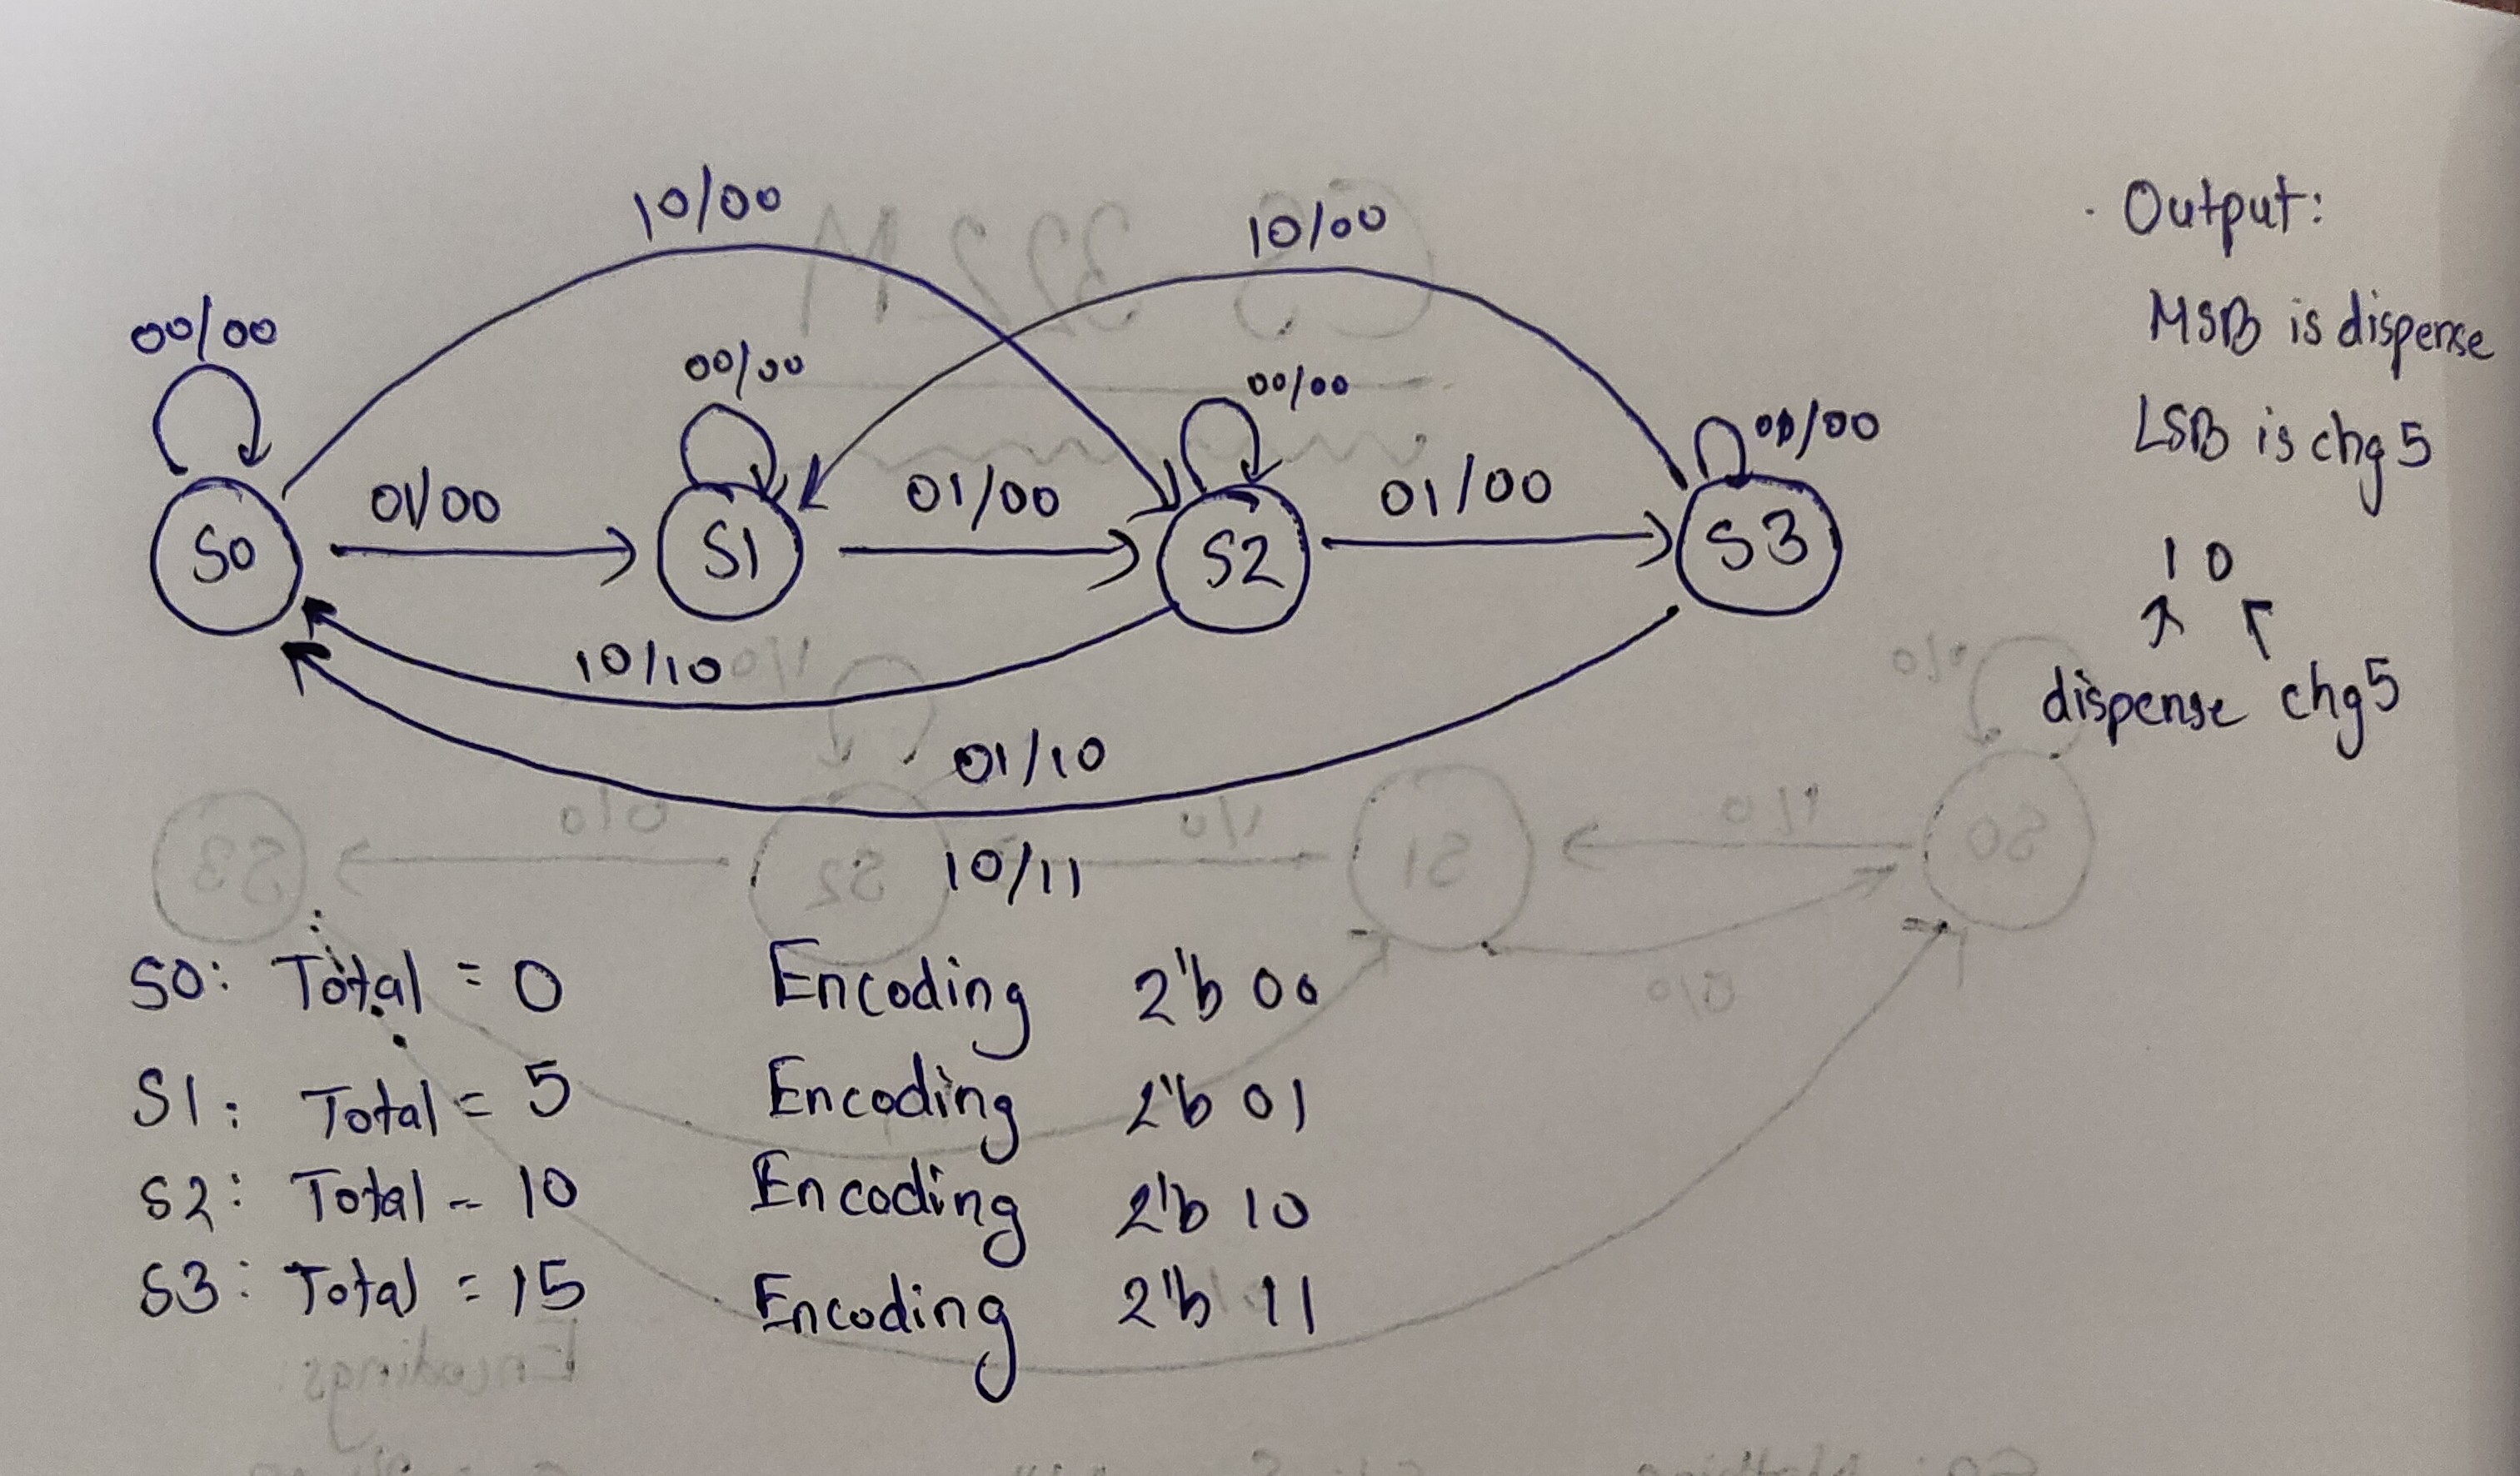 10/00
10/00
00/00
00/00
00/00
00/00
01/00
01/00
01/00
S0
S1
S2
S3
10/10
01/10
10/11
S0: Total = 0 Encoding 2'b 00
S1: Total = 5 Encoding 2'b 01
S2: Total - 10 Encoding 2'b 10
S3: Total = 15 Encoding 2'b 11
Output:
MSB is dispense
LSB is chg5
10
dispense chg5